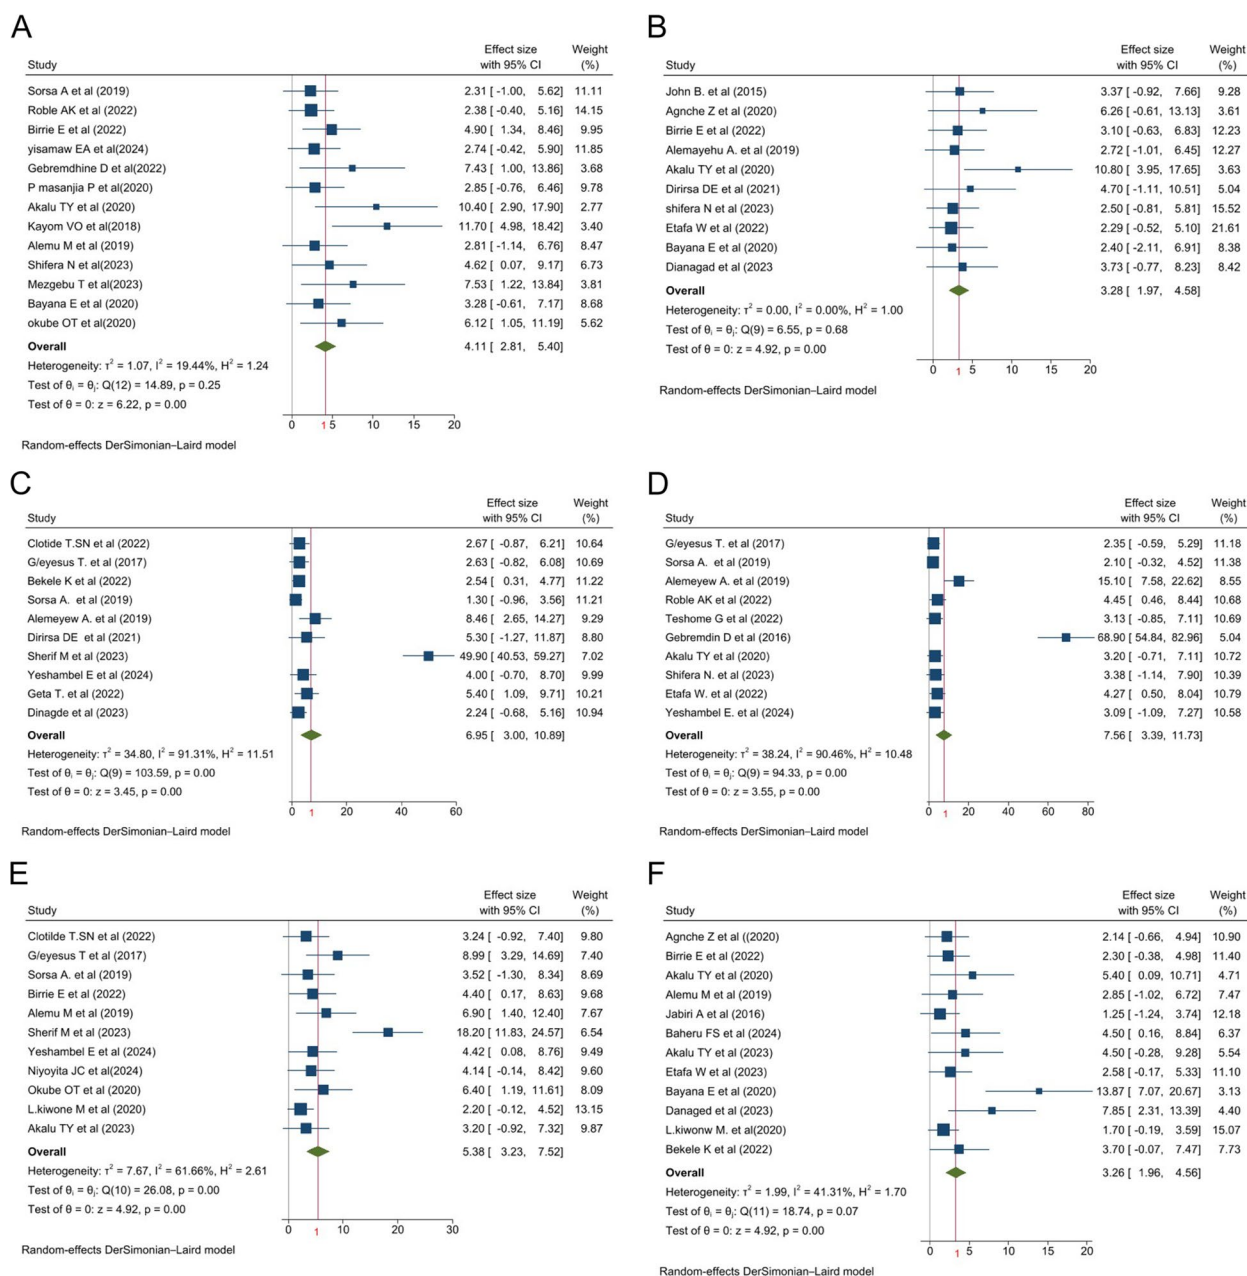 A
Effect size Weight
Study with 95% CI (%)
Sorsa A et al (2019) 2.31 [ -1.00, 5.62] 11.11
Roble AK et al (2022) 2.38 [ -0.40, 5.16] 14.15
Birrie E et al (2022) 4.90 [ 1.34, 8.46] 9.95
yisamaw EA et al(2024) 2.74 [ -0.42, 5.90] 11.85
Gebremdhine D et al(2022) 7.43 [ 1.00, 13.86] 3.68
P masanjia P et al(2020) 2.85 [ -0.76, 6.46] 9.78
Akalu TY et al (2020) 10.40 [ 2.90, 17.90] 2.77
Kayom VO et al(2018) 11.70 [ 4.98, 18.42] 3.40
Alemu M et al (2019) 2.81 [ -1.14, 6.76] 8.47
Shifera N et al(2023) 4.62 [ 0.07, 9.17] 6.73
Mezgebu T et al(2023) 7.53 [ 1.22, 13.84] 3.81
Bayana E et al (2020) 3.28 [ -0.61, 7.17] 8.68
okube OT et al(2020) 6.12 [ 1.05, 11.19] 5.62
Overall 4.11 [ 2.81, 5.40]
Heterogeneity: τ² = 1.07, I² = 19.44%, H² = 1.24
Test of θi = θj: Q(12) = 14.89, p = 0.25
Test of θ = 0: z = 6.22, p = 0.00
0 1 5 10 15 20
Random-effects DerSimonian–Laird model
B
Effect size Weight
Study with 95% CI (%)
John B. et al (2015) 3.37 [ -0.92, 7.66] 9.28
Agnche Z et al (2020) 6.26 [ -0.61, 13.13] 3.61
Birrie E et al (2022) 3.10 [ -0.63, 6.83] 12.23
Alemayehu A. et al (2019) 2.72 [ -1.01, 6.45] 12.27
Akalu TY et al (2020) 10.80 [ 3.95, 17.65] 3.63
Dirirsa DE et al (2021) 4.70 [ -1.11, 10.51] 5.04
shifera N et al (2023) 2.50 [ -0.81, 5.81] 15.52
Etafa W et al (2022) 2.29 [ -0.52, 5.10] 21.61
Bayana E et al (2020) 2.40 [ -2.11, 6.91] 8.38
Dianagad et al (2023 3.73 [ -0.77, 8.23] 8.42
Overall 3.28 [ 1.97, 4.58]
Heterogeneity: τ² = 0.00, I² = 0.00%, H² = 1.00
Test of θi = θj: Q(9) = 6.55, p = 0.68
Test of θ = 0: z = 4.92, p = 0.00
0 1 5 10 15 20
Random-effects DerSimonian–Laird model
C
Effect size Weight
Study with 95% CI (%)
Clotide T.SN et al (2022) 2.67 [ -0.87, 6.21] 10.64
G/eyesus T. et al (2017) 2.63 [ -0.82, 6.08] 10.69
Bekele K et al (2022) 2.54 [ 0.31, 4.77] 11.22
Sorsa A. et al (2019) 1.30 [ -0.96, 3.56] 11.21
Alemeyew A. et al (2019) 8.46 [ 2.65, 14.27] 9.29
Dirirsa DE et al (2021) 5.30 [ -1.27, 11.87] 8.80
Sherif M et al (2023) 49.90 [ 40.53, 59.27] 7.02
Yeshambel E et al (2024) 4.00 [ -0.70, 8.70] 9.99
Geta T. et al (2022) 5.40 [ 1.09, 9.71] 10.21
Dinagde et al (2023) 2.24 [ -0.68, 5.16] 10.94
Overall 6.95 [ 3.00, 10.89]
Heterogeneity: τ² = 34.80, I² = 91.31%, H² = 11.51
Test of θi = θj: Q(9) = 103.59, p = 0.00
Test of θ = 0: z = 3.45, p = 0.00
0 1 20 40 60
Random-effects DerSimonian–Laird model
D
Effect size Weight
Study with 95% CI (%)
G/eyesus T. et al (2017) 2.35 [ -0.59, 5.29] 11.18
Sorsa A. et al (2019) 2.10 [ -0.32, 4.52] 11.38
Alemeyew A. et al (2019) 15.10 [ 7.58, 22.62] 8.55
Roble AK et al (2022) 4.45 [ 0.46, 8.44] 10.68
Teshome G et al (2022) 3.13 [ -0.85, 7.11] 10.69
Gebremdin D et al (2016) 68.90 [ 54.84, 82.96] 5.04
Akalu TY et al (2020) 3.20 [ -0.71, 7.11] 10.72
Shifera N. et al (2023) 3.38 [ -1.14, 7.90] 10.39
Etafa W. et al (2022) 4.27 [ 0.50, 8.04] 10.79
Yeshambel E. et al (2024) 3.09 [ -1.09, 7.27] 10.58
Overall 7.56 [ 3.39, 11.73]
Heterogeneity: τ² = 38.24, I² = 90.46%, H² = 10.48
Test of θi = θj: Q(9) = 94.33, p = 0.00
Test of θ = 0: z = 3.55, p = 0.00
0 1 20 40 60 80
Random-effects DerSimonian–Laird model
E
Effect size Weight
Study with 95% CI (%)
Clotilde T.SN et al (2022) 3.24 [ -0.92, 7.40] 9.80
G/eyesus T et al (2017) 8.99 [ 3.29, 14.69] 7.40
Sorsa A. et al (2019) 3.52 [ -1.30, 8.34] 8.69
Birrie E et al (2022) 4.40 [ 0.17, 8.63] 9.68
Alemu M et al (2019) 6.90 [ 1.40, 12.40] 7.67
Sherif M et al (2023) 18.20 [ 11.83, 24.57] 6.54
Yeshambel E et al (2024) 4.42 [ 0.08, 8.76] 9.49
Niyoyita JC et al(2024) 4.14 [ -0.14, 8.42] 9.60
Okube OT et al (2020) 6.40 [ 1.19, 11.61] 8.09
L.kiwone M et al (2020) 2.20 [ -0.12, 4.52] 13.15
Akalu TY et al (2023) 3.20 [ -0.92, 7.32] 9.87
Overall 5.38 [ 3.23, 7.52]
Heterogeneity: τ² = 7.67, I² = 61.66%, H² = 2.61
Test of θi = θj: Q(10) = 26.08, p = 0.00
Test of θ = 0: z = 4.92, p = 0.00
0 1 10 20 30
Random-effects DerSimonian–Laird model
F
Effect size Weight
Study with 95% CI (%)
Agnche Z et al ((2020) 2.14 [ -0.66, 4.94] 10.90
Birrie E et al (2022) 2.30 [ -0.38, 4.98] 11.40
Akalu TY et al (2020) 5.40 [ 0.09, 10.71] 4.71
Alemu M et al (2019) 2.85 [ -1.02, 6.72] 7.47
Jabiri A et al (2016) 1.25 [ -1.24, 3.74] 12.18
Baheru FS et al (2024) 4.50 [ 0.16, 8.84] 6.37
Akalu TY et al (2023) 4.50 [ -0.28, 9.28] 5.54
Etafa W et al (2023) 2.58 [ -0.17, 5.33] 11.10
Bayana E et al (2020) 13.87 [ 7.07, 20.67] 3.13
Danaged et al (2023) 7.85 [ 2.31, 13.39] 4.40
L.kiwonw M. et al(2020) 1.70 [ -0.19, 3.59] 15.07
Bekele K et al (2022) 3.70 [ -0.07, 7.47] 7.73
Overall 3.26 [ 1.96, 4.56]
Heterogeneity: τ² = 1.99, I² = 41.31%, H² = 1.70
Test of θi = θj: Q(11) = 18.74, p = 0.07
Test of θ = 0: z = 4.92, p = 0.00
0 1 5 10 15 20
Random-effects DerSimonian–Laird model